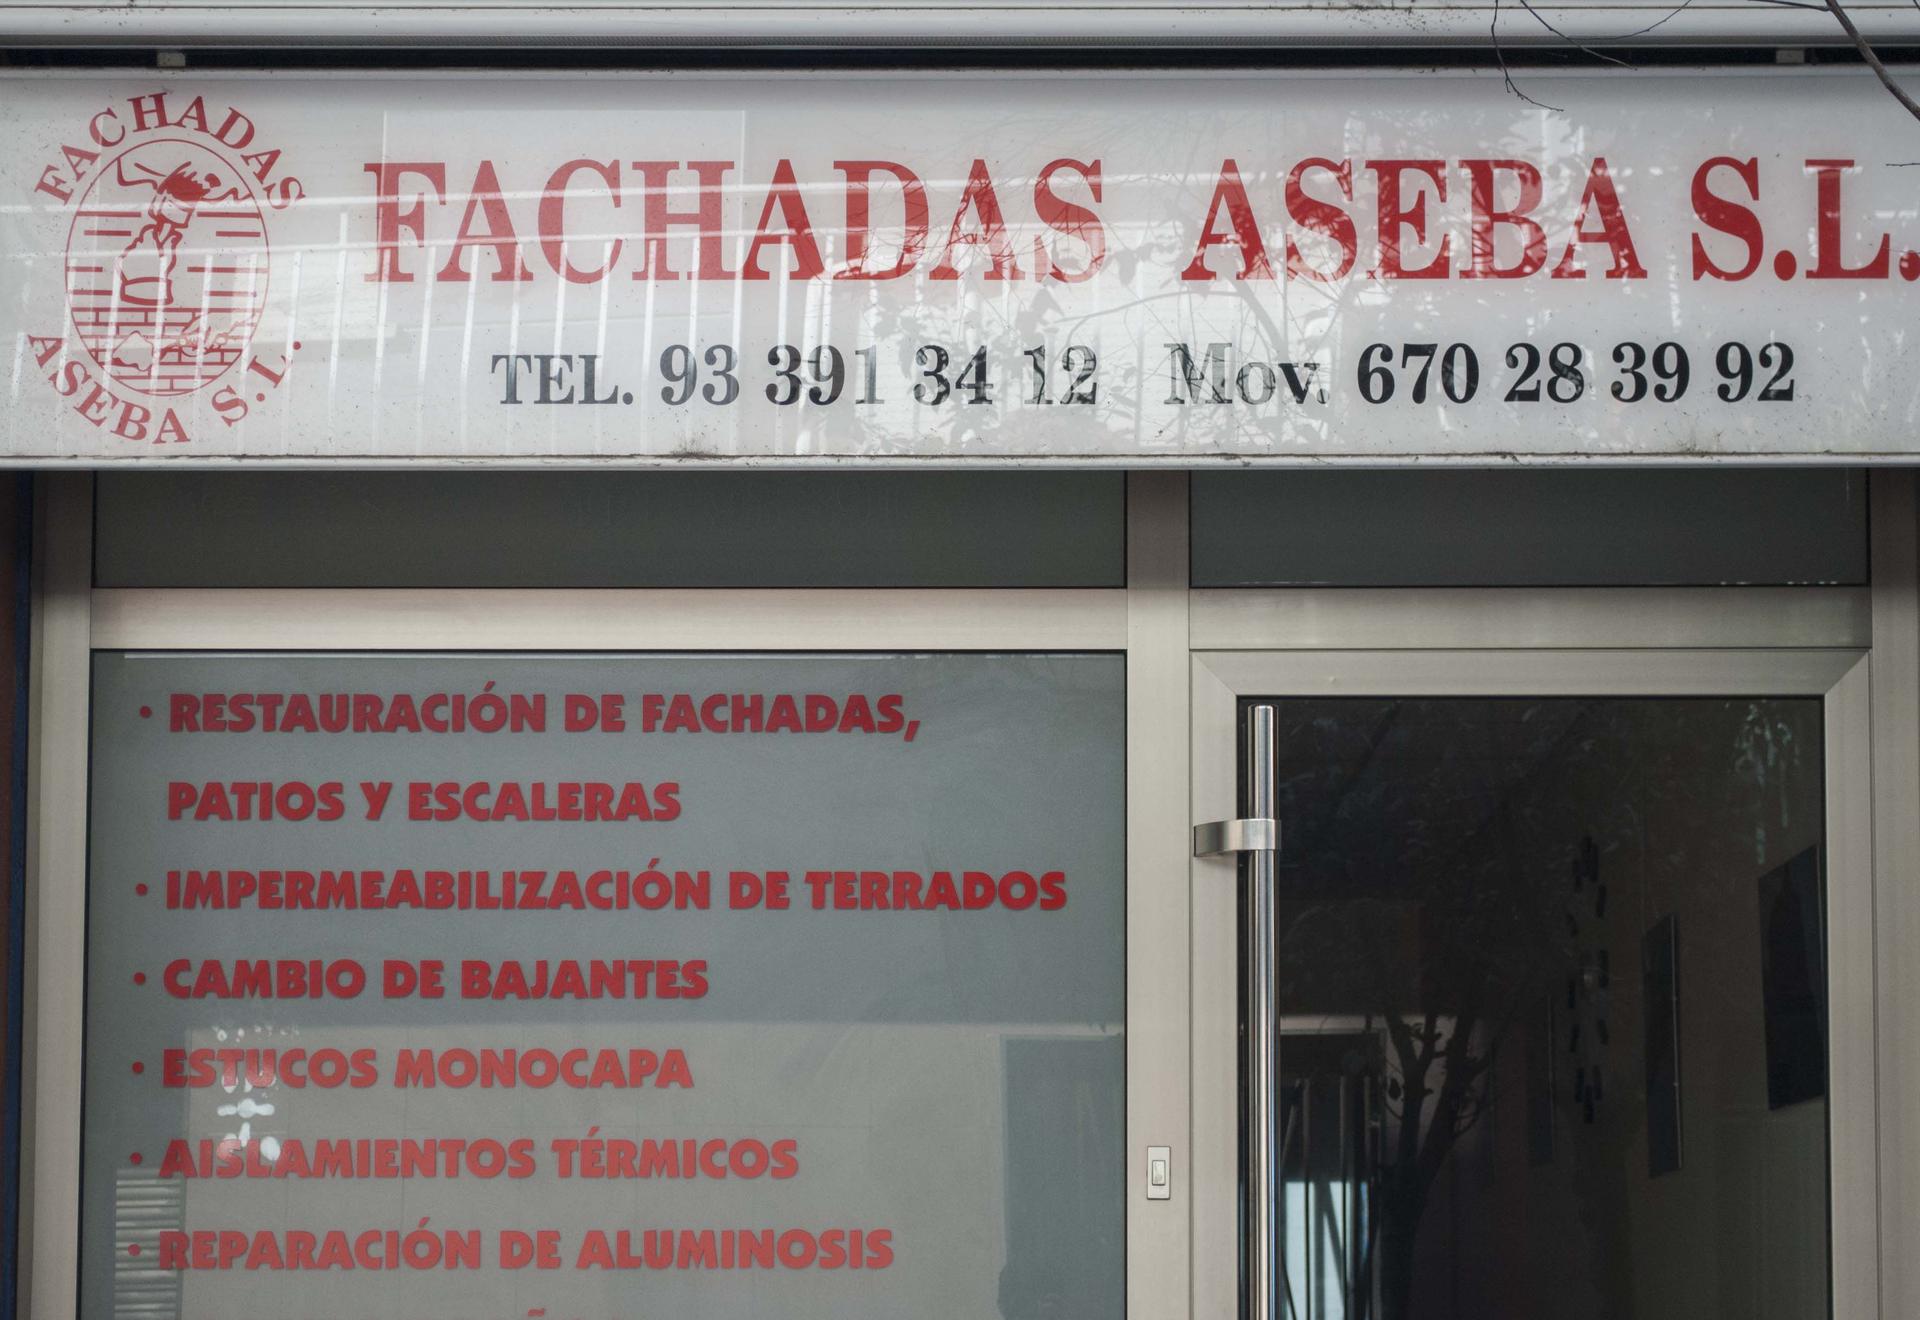 FACHADAS
ASEBA S.L.
FACHADAS ASEBA S.L.
TEL. 93 391 34 12 Mov. 670 28 39 92
· RESTAURACIÓN DE FACHADAS,
PATIOS Y ESCALERAS
· IMPERMEABILIZACIÓN DE TERRADOS
· CAMBIO DE BAJANTES
· ESTUCOS MONOCAPA
· AISLAMIENTOS TÉRMICOS
· REPARACIÓN DE ALUMINOSIS